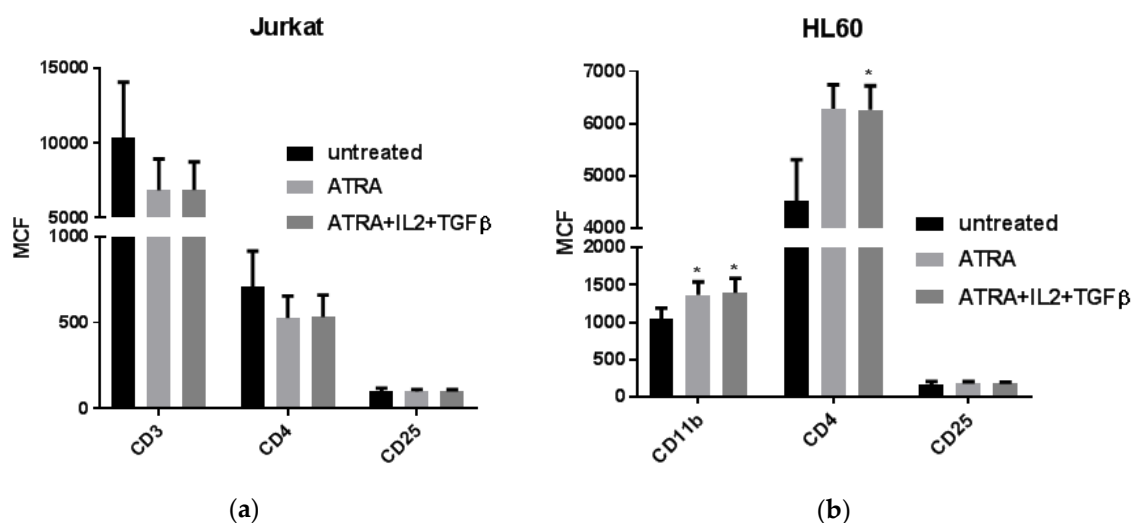 Jurkat
15000
10000
5000
1000
500
0
MCF
untreated
ATRA
ATRA+IL2+TGFβ
CD3
CD4
CD25
(a)
HL60
7000
6000
5000
4000
2000
1500
1000
500
0
MCF
*
*
*
untreated
ATRA
ATRA+IL2+TGFβ
CD11b
CD4
CD25
(b)